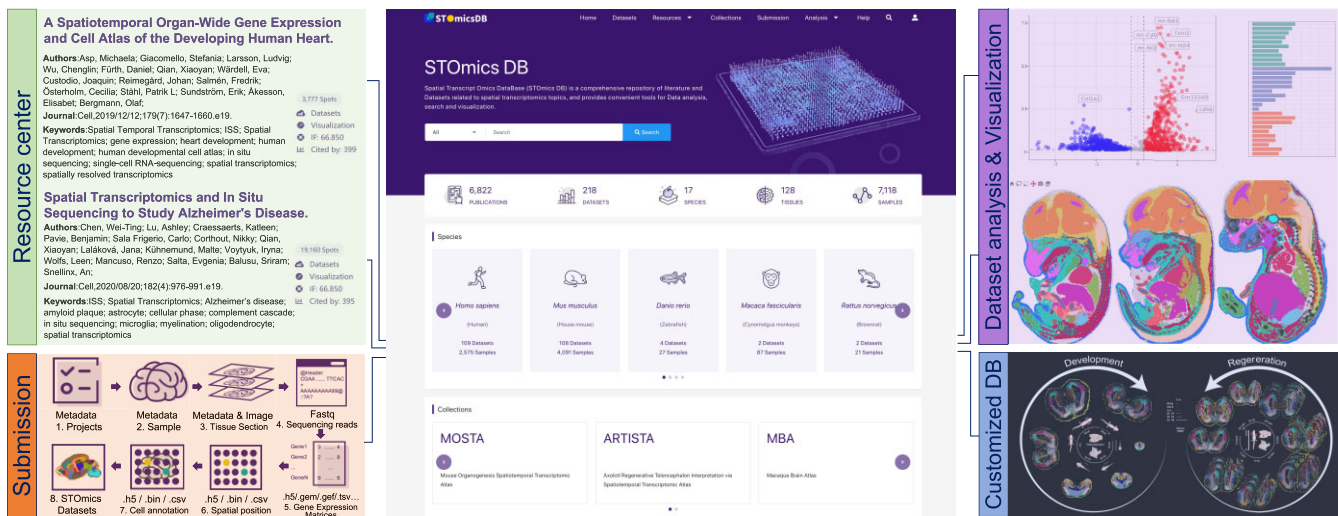 Resource center
A Spatiotemporal Organ-Wide Gene Expression
and Cell Atlas of the Developing Human Heart.
Authors:Asp, Michaela; Giacomello, Stefania; Larsson, Ludvig;
Wu, Chenglin; Fürth, Daniel; Qian, Xiaoyan; Wärdell, Eva;
Custodio, Joaquin; Reimegård, Johan; Salmén, Fredrik;
Österholm, Cecilia; Ståhl, Patrik L; Sundström, Erik; Åkesson,
Elisabet; Bergmann, Olaf;
Journal:Cell,2019/12/12;179(7):1647-1660.e19.
Keywords:Spatial Temporal Transcriptomics; ISS; Spatial
Transcriptomics; gene expression; heart development; human
development; human developmental cell atlas; in situ
sequencing; single-cell RNA-sequencing; spatial transcriptomics;
spatially resolved transcriptomics
3,777 Spots
Datasets
Visualization
IF: 66.850
Cited by: 399
Spatial Transcriptomics and In Situ
Sequencing to Study Alzheimer's Disease.
Authors:Chen, Wei-Ting; Lu, Ashley; Craessaerts, Katleen;
Pavie, Benjamin; Sala Frigerio, Carlo; Corthout, Nikky; Qian,
Xiaoyan; Laláková, Jana; Kühnemund, Malte; Voytyuk, Iryna;
Wolfs, Leen; Mancuso, Renzo; Salta, Evgenia; Balusu, Sriram;
Snellinx, An;
Journal:Cell,2020/08/20;182(4):976-991.e19.
Keywords:ISS; Spatial Transcriptomics; Alzheimer's disease;
amyloid plaque; astrocyte; cellular phase; complement cascade;
in situ sequencing; microglia; myelination; oligodendrocyte;
spatial transcriptomics
19,160 Spots
Datasets
Visualization
IF: 66.850
Cited by: 395
Submission
@Header
CGAA ...... TTCAC
+
Metadata
1. Projects
Metadata
2. Sample
Metadata & Image
3. Tissue Section
Fastq
4. Sequencing reads
Gene1 3 ...... 4
Gene2 2 ...... 8
...
GeneN
8. STOmics
Datasets
.h5 / .bin / .csv
7. Cell annotation
.h5 / .bin / .csv
6. Spatial position
.h5/.gem/.gef/.tsv…
5. Gene Expression
Matrices
STOmicsDB
Home Datasets Resources Collections Submission Analysis Help
STOmics DB
Spatial Transcript Omics DataBase (STOmics DB) is a comprehensive repository of literature and
Datasets related to spatial transcriptomics topics, and provides convenient tools for Data analysis,
search and visualization.
All Search Search
6,822 PUBLICATIONS
218 DATASETS
17 SPECIES
128 TISSUES
7,118 SAMPLES
Species
Homo sapiens
(Human)
109 Datasets
2,575 Samples
Mus musculus
(House mouse)
108 Datasets
4,091 Samples
Danio rerio
(Zebrafish)
4 Datasets
27 Samples
Macaca fascicularis
(Cynomolgus monkeys)
2 Datasets
87 Samples
Rattus norvegicus
(Brownrat)
2 Datasets
21 Samples
Collections
MOSTA
Mouse Organogenesis Spatiotemporal Transcriptomic
Atlas
ARTISTA
Axolotl Regenerative Telencephalon Interpretation via
Spatiotemporal Transcriptomic Atlas
MBA
Macaque Brain Atlas
Dataset analysis & Visualization
Customized DB
Development
Regereration